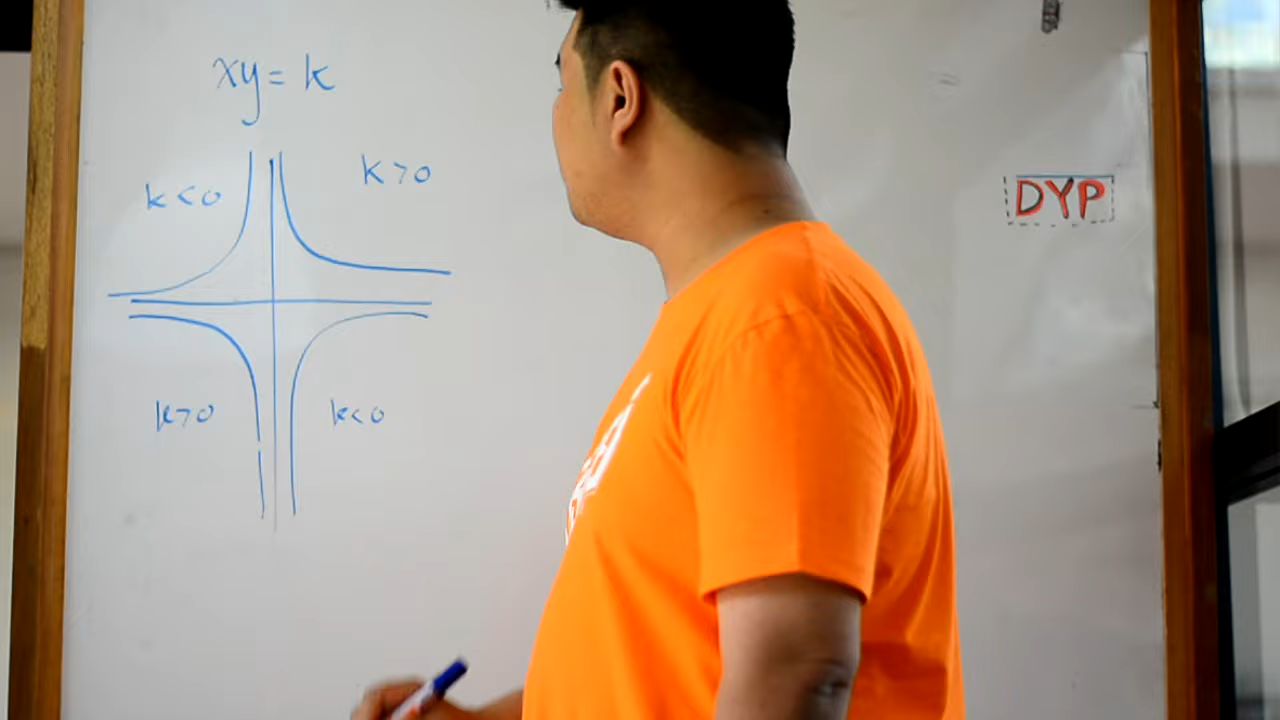 xy = k
k < 0
k > 0
DYP
k > 0
k < 0